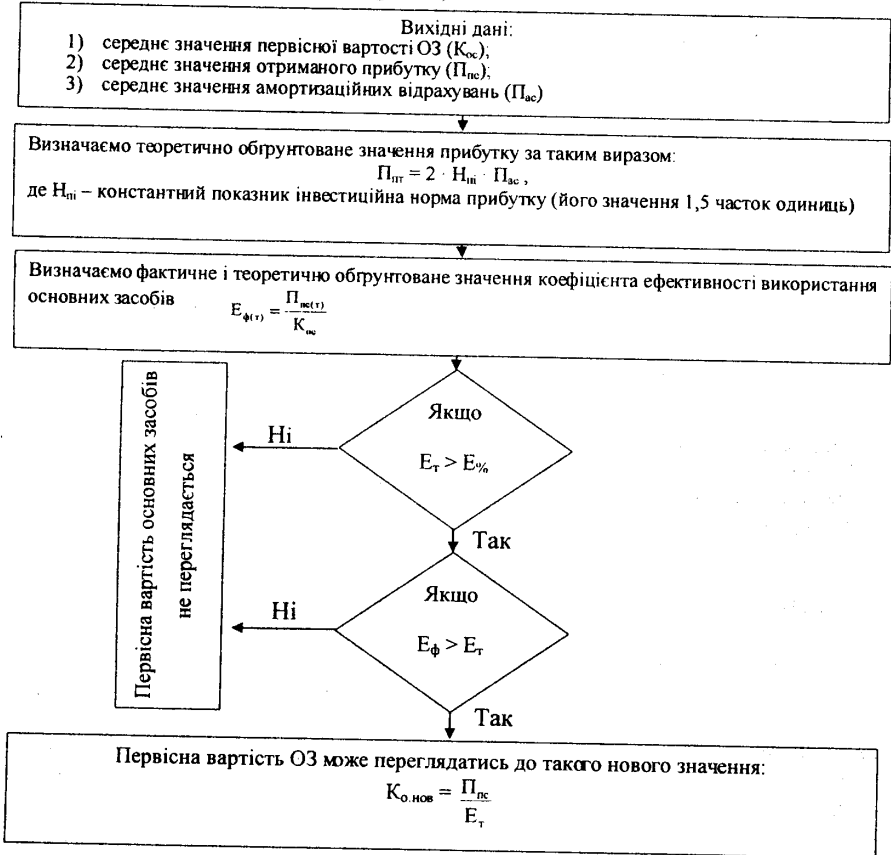 Вихідні дані:
1) середнє значення первісної вартості ОЗ (Kос);
2) середнє значення отриманого прибутку (Ппс);
3) середнє значення амортизаційних відрахувань (Пас)
Визначаємо теоретично обґрунтоване значення прибутку за таким виразом:
Ппт = 2 · Нпі · Пас ,
де Нпі – константний показник інвестиційна норма прибутку (його значення 1,5 часток одиниць)
Визначаємо фактичне і теоретично обґрунтоване значення коефіцієнта ефективності використання
основних засобів Еф(т) = Ппс(т) / Кос
Якщо
Ет > Е%
Ні
Так
Якщо
Еф > Ет
Ні
Так
Первісна вартість основних засобів
не переглядається
Первісна вартість ОЗ може переглядатись до такого нового значення:
Ко.нов = Ппс / Ет